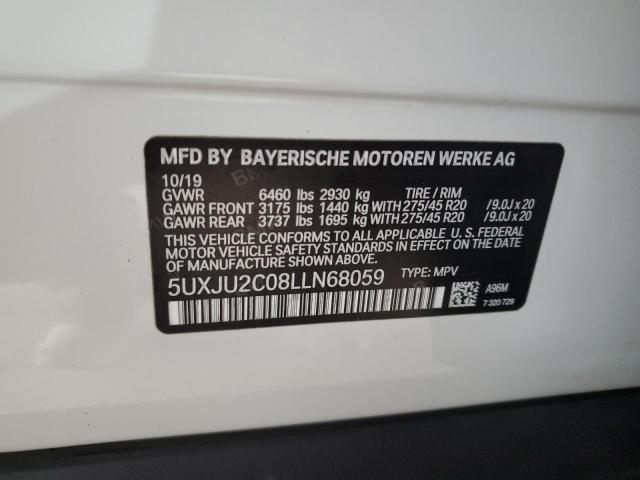 MFD BY BAYERISCHE MOTOREN WERKE AG
10/19
GVWR 6460 lbs 2930 kg TIRE / RIM
GAWR FRONT 3175 lbs 1440 kg WITH 275/45 R20 /9.0J x 20
GAWR REAR 3737 lbs 1695 kg WITH 275/45 R20 /9.0J x 20
THIS VEHICLE CONFORMS TO ALL APPLICABLE U.S. FEDERAL
MOTOR VEHICLE SAFETY STANDARDS IN EFFECT ON THE DATE
OF MANUFACTURE SHOWN ABOVE.
5UXJU2C08LLN68059 TYPE: MPV
A96M
7 320 729